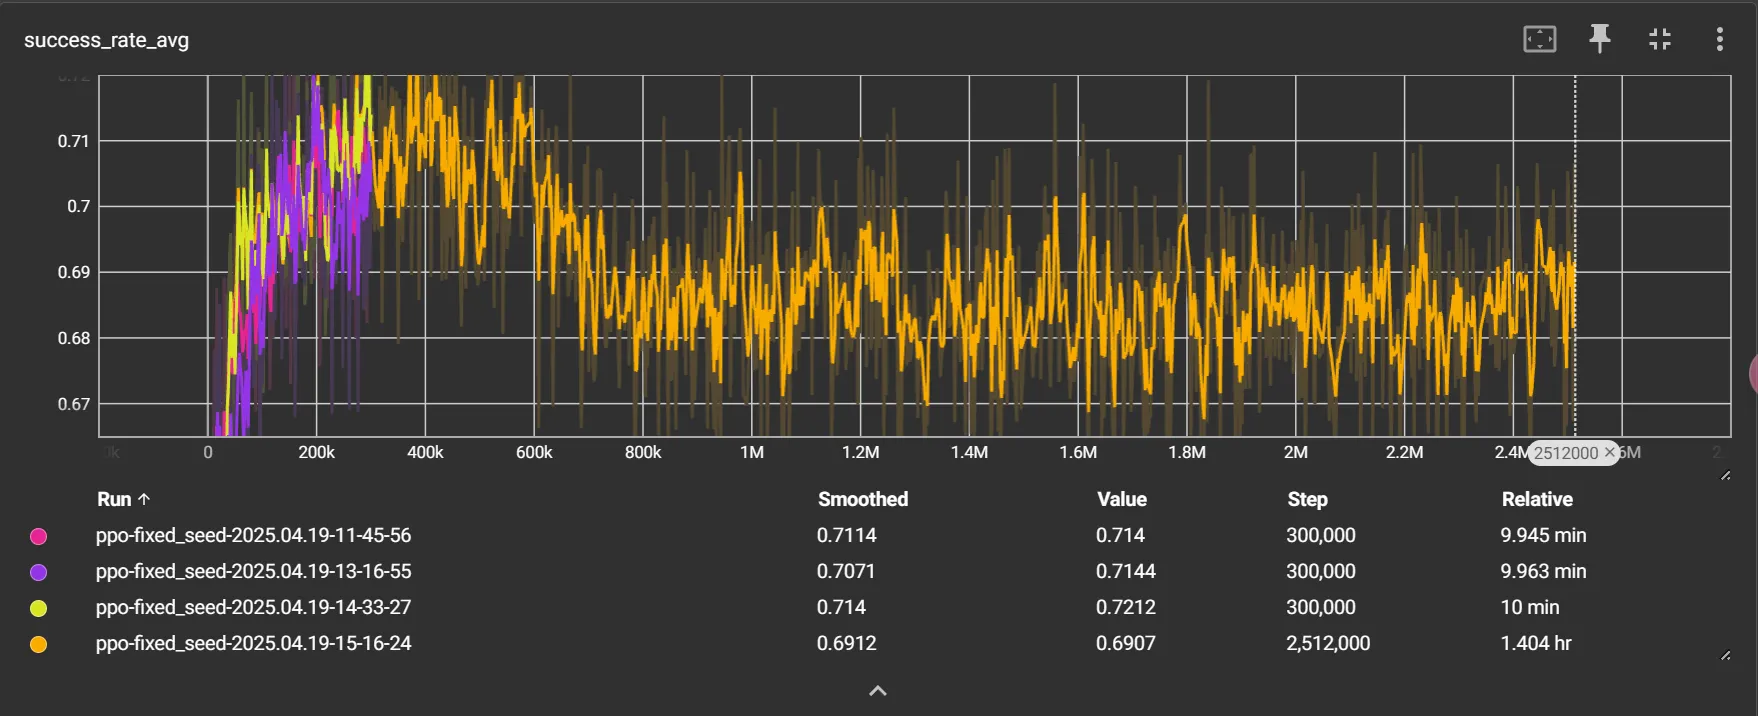 success_rate_avg
0.72
0.71
0.7
0.69
0.68
0.67
0 200k 400k 600k 800k 1M 1.2M 1.4M 1.6M 1.8M 2M 2.2M 2.4M 2512000 × 6M
Run ↑ Smoothed Value Step Relative
ppo-fixed_seed-2025.04.19-11-45-56 0.7114 0.714 300,000 9.945 min
ppo-fixed_seed-2025.04.19-13-16-55 0.7071 0.7144 300,000 9.963 min
ppo-fixed_seed-2025.04.19-14-33-27 0.714 0.7212 300,000 10 min
ppo-fixed_seed-2025.04.19-15-16-24 0.6912 0.6907 2,512,000 1.404 hr